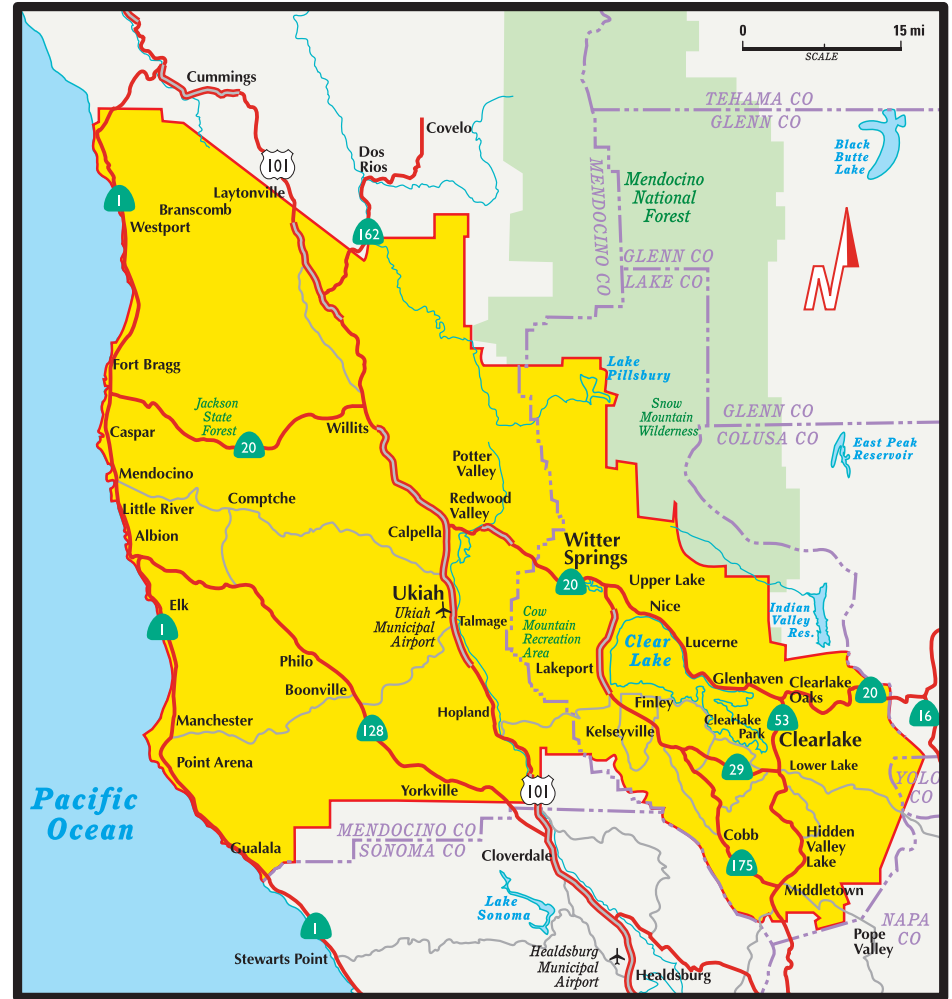 0
15 mi
SCALE
Cummings
TEHAMA CO
GLENN CO
Covelo
Black
Butte
Lake
101
Dos
Rios
MENDOCINO CO
Mendocino
National
Forest
1
Laytonville
Branscomb
Westport
162
GLENN CO
LAKE CO
N
Fort Bragg
Lake
Pillsbury
Jackson
State
Forest
Snow
Mountain
Wilderness
GLENN CO
COLUSA CO
Caspar
20
Willits
East Peak
Reservoir
Mendocino
Potter
Valley
Comptche
Redwood
Valley
Little River
Albion
Calpella
Witter
Springs
20
Upper Lake
Ukiah
Ukiah
Municipal
Airport
Talmage
Elk
1
Cow
Mountain
Recreation
Area
Nice
Indian
Valley
Res.
Clear
Lake
Lucerne
Philo
Lakeport
Boonville
Glenhaven
Clearlake
Oaks
20
Hopland
Finley
Manchester
128
Kelseyville
Clearlake
Park
53
16
Clearlake
Point Arena
29
Lower Lake
YOLO
CO
Pacific
Ocean
Yorkville
101
MENDOCINO CO
SONOMA CO
Cobb
Hidden
Valley
Lake
Gualala
Cloverdale
175
Middletown
Lake
Sonoma
1
NAPA
CO
Pope
Valley
Stewarts Point
Healdsburg
Municipal
Airport
Healdsburg